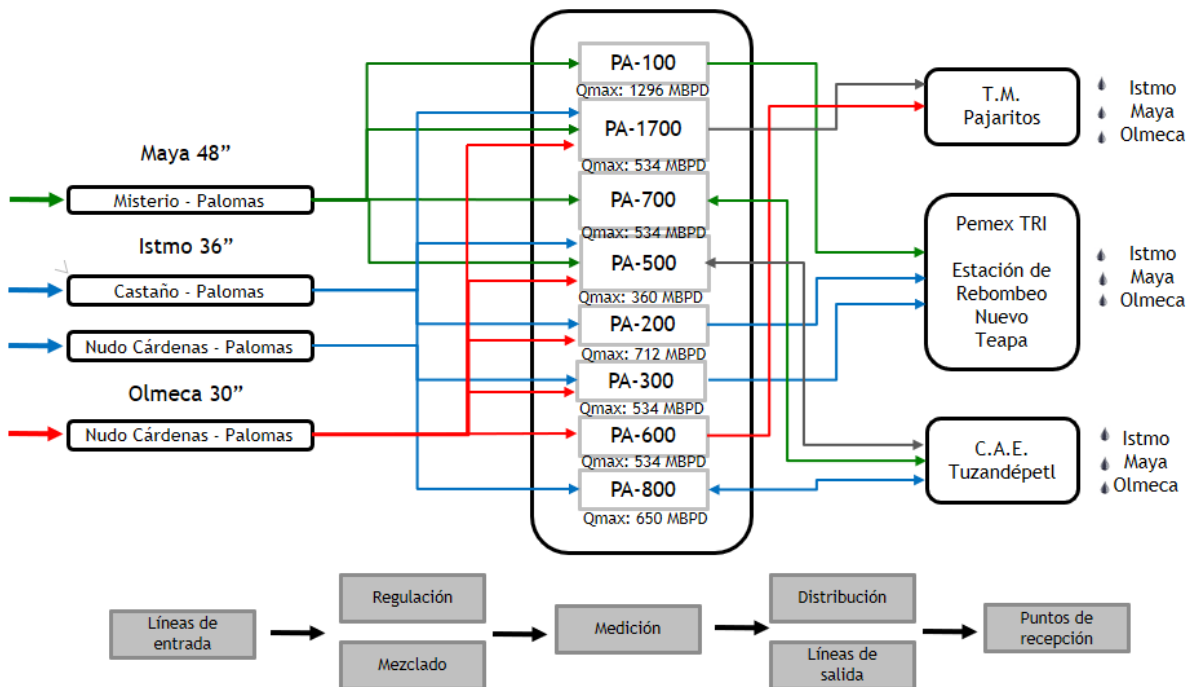 Maya 48”
Misterio - Palomas
Istmo 36”
Castaño - Palomas
Nudo Cárdenas - Palomas
Olmeca 30”
Nudo Cárdenas - Palomas
PA-100
Qmax: 1296 MBPD
PA-1700
Qmax: 534 MBPD
PA-700
Qmax: 534 MBPD
PA-500
Qmax: 360 MBPD
PA-200
Qmax: 712 MBPD
PA-300
Qmax: 534 MBPD
PA-600
Qmax: 534 MBPD
PA-800
Qmax: 650 MBPD
T.M.
Pajaritos
Istmo
Maya
Olmeca
Pemex TRI
Estación de
Rebombeo
Nuevo
Teapa
Istmo
Maya
Olmeca
C.A.E.
Tuzandépetl
Istmo
Maya
Olmeca
Líneas de
entrada
Regulación
Mezclado
Medición
Distribución
Líneas de
salida
Puntos de
recepción